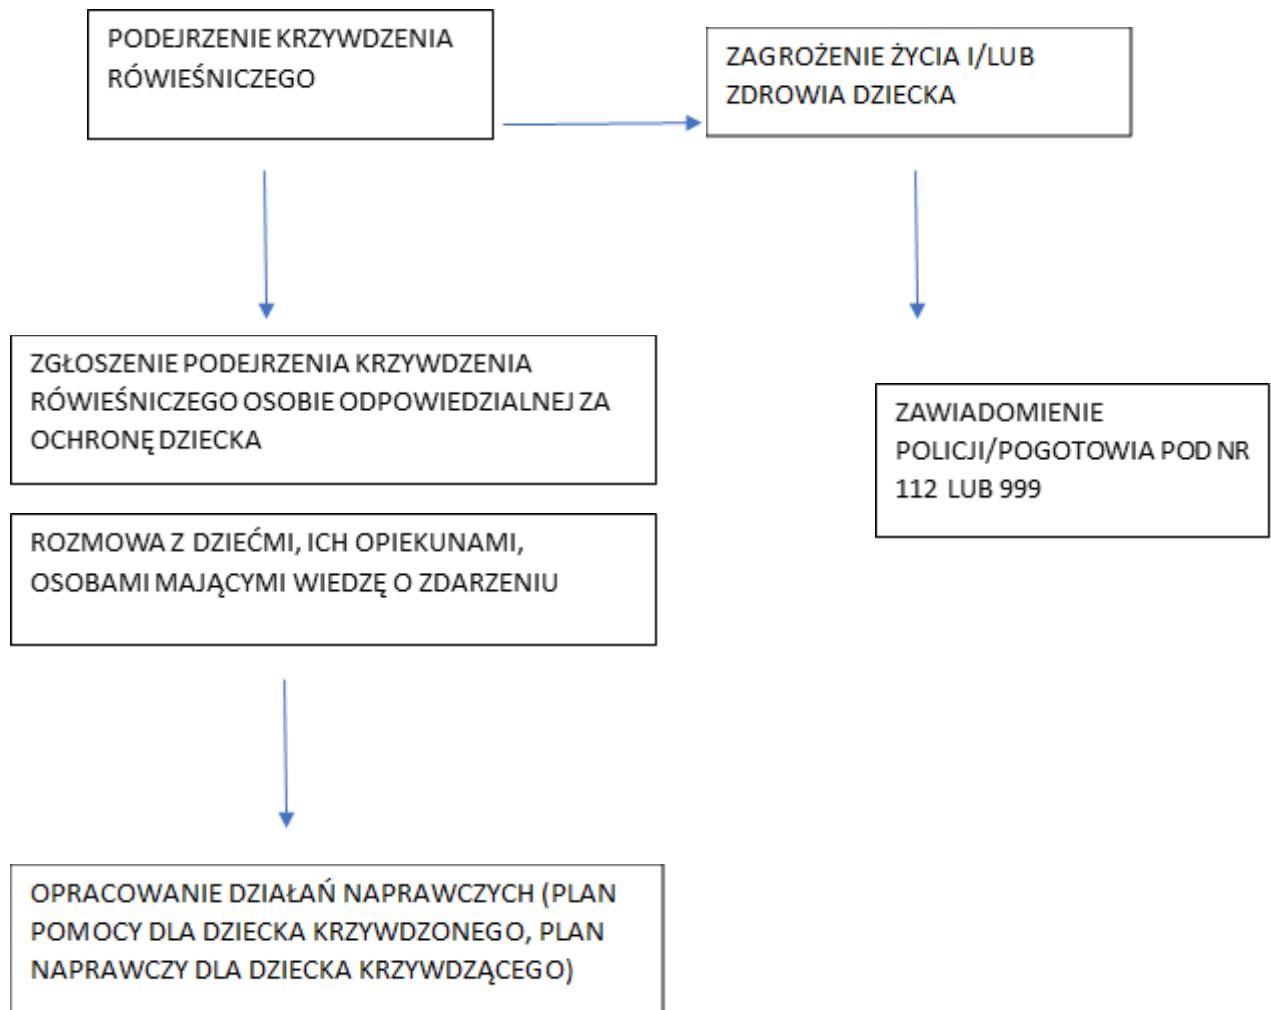 PODEJRZENIE KRZYWDZENIA
RÓWIEŚNICZEGO
ZAGROŻENIE ŻYCIA I/LUB
ZDROWIA DZIECKA
ZGŁOSZENIE PODEJRZENIA KRZYWDZENIA
RÓWIEŚNICZEGO OSOBIE ODPOWIEDZIALNEJ ZA
OCHRONĘ DZIECKA
ZAWIADOMIENIE
POLICJI/POGOTOWIA POD NR
112 LUB 999
ROZMOWA Z DZIEĆMI, ICH OPIEKUNAMI,
OSOBAMI MAJĄCYMI WIEDZĘ O ZDARZENIU
OPRACOWANIE DZIAŁAŃ NAPRAWCZYCH (PLAN
POMOCY DLA DZIECKA KRZYWDZONEGO, PLAN
NAPRAWCZY DLA DZIECKA KRZYWDZĄCEGO)